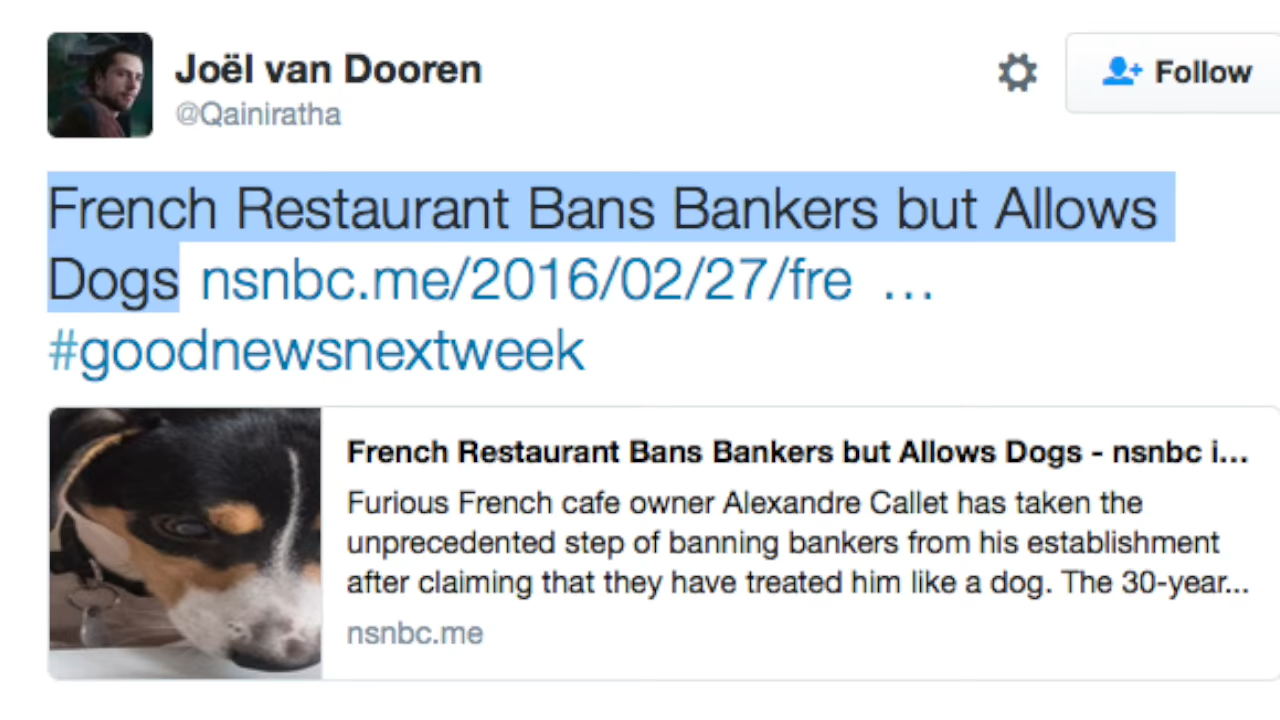 Joël van Dooren
@Qainiratha
Follow
French Restaurant Bans Bankers but Allows
Dogs nsnbc.me/2016/02/27/fre …
#goodnewsnextweek
French Restaurant Bans Bankers but Allows Dogs - nsnbc i...
Furious French cafe owner Alexandre Callet has taken the
unprecedented step of banning bankers from his establishment
after claiming that they have treated him like a dog. The 30-year...
nsnbc.me